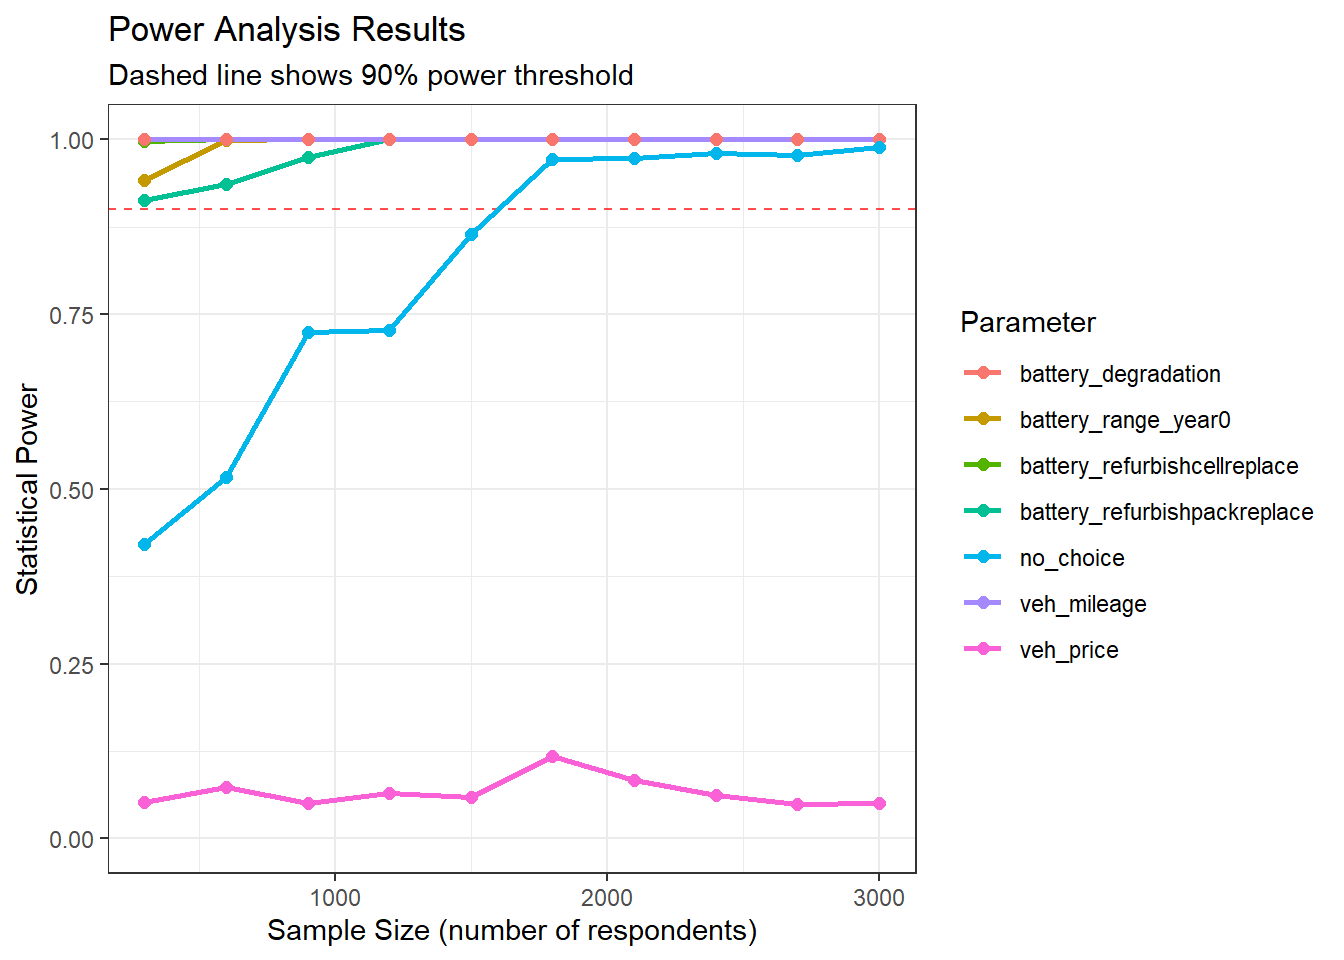 Power Analysis Results
Dashed line shows 90% power threshold
1.00
0.75
0.50
0.25
0.00
Statistical Power
1000
2000
3000
Sample Size (number of respondents)
Parameter
battery_degradation
battery_range_year0
battery_refurbishcellreplace
battery_refurbishpackreplace
no_choice
veh_mileage
veh_price